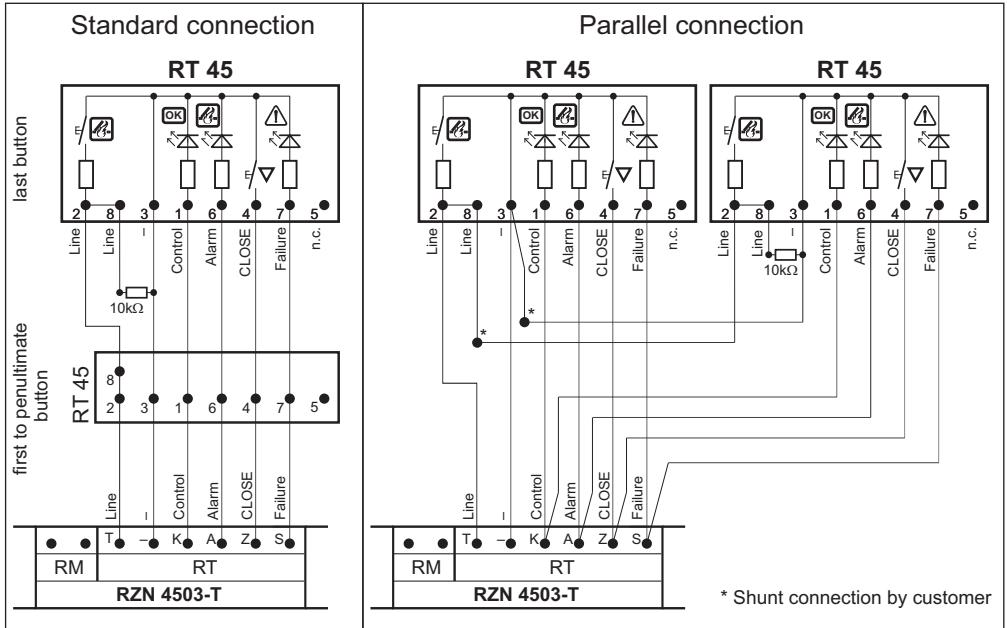 Standard connection
RT 45
OK
last button
2 8 3 1 6 4 7 5
Line Line – Control Alarm CLOSE Failure n.c.
10kΩ
first to penultimate button
RT 45
8
2 3 1 6 4 7 5
Line – Control Alarm CLOSE Failure
T – K A Z S
RM RT
RZN 4503-T
Parallel connection
RT 45 RT 45
OK OK
2 8 3 1 6 4 7 5 2 8 3 1 6 4 7 5
Line Line – Control Alarm CLOSE Failure n.c. Line Line – Control Alarm CLOSE Failure n.c.
10kΩ
*
*
Line – Control Alarm CLOSE Failure
T – K A Z S
RM RT
RZN 4503-T
* Shunt connection by customer